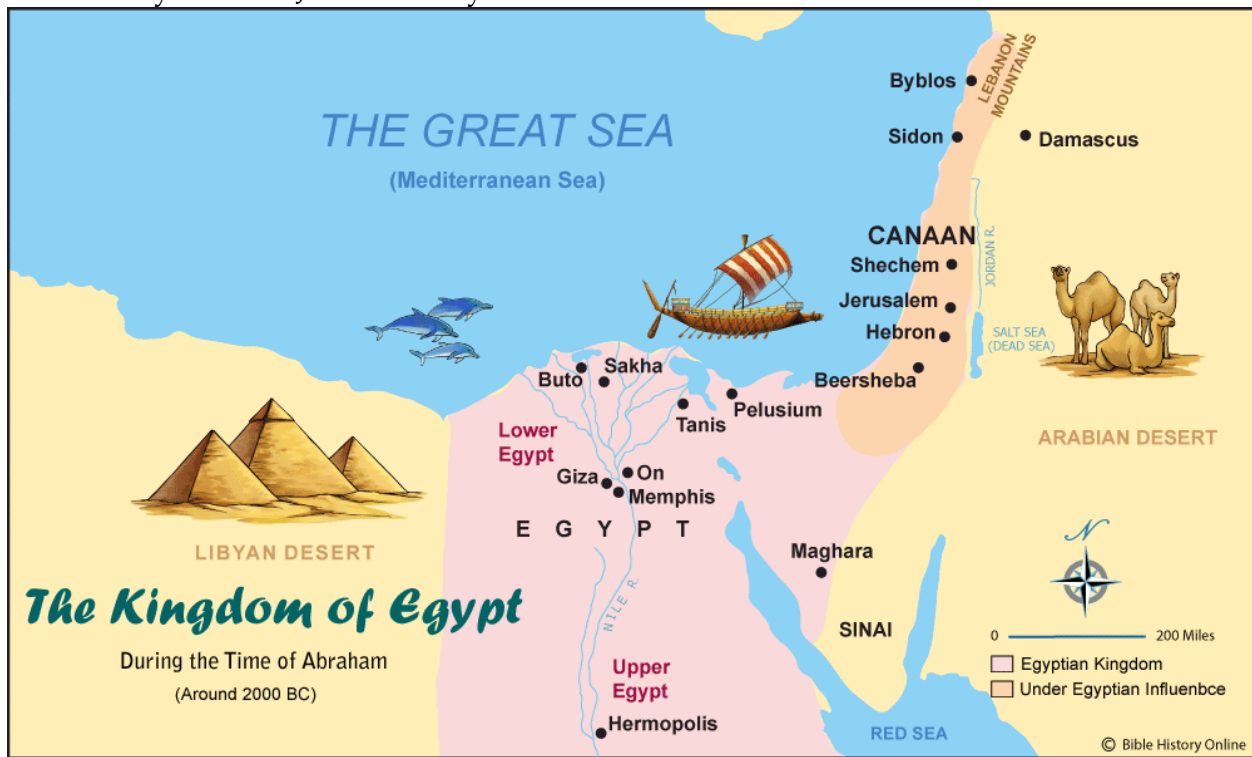 THE GREAT SEA
(Mediterranean Sea)
Byblos
LEBANON
MOUNTAINS
Sidon
Damascus
CANAAN
Shechem
JORDAN R.
Jerusalem
Hebron
SALT SEA
(DEAD SEA)
Beersheba
Buto
Sakha
Tanis
Pelusium
Lower
Egypt
ARABIAN DESERT
Giza
On
Memphis
EGYPT
LIBYAN DESERT
Maghara
N
The Kingdom of Egypt
During the Time of Abraham
(Around 2000 BC)
NILE R.
SINAI
0 200 Miles
Egyptian Kingdom
Under Egyptian Influenbce
Upper
Egypt
Hermopolis
RED SEA
© Bible History Online